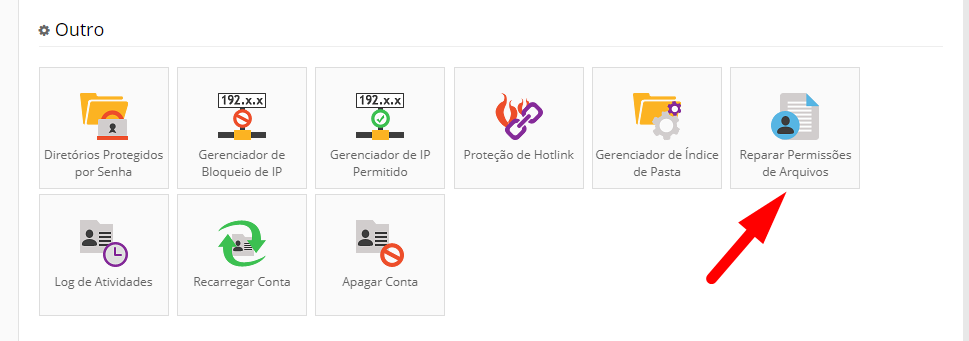 Outro
192.x.x
192.x.x
Diretórios Protegidos
por Senha
Gerenciador de
Bloqueio de IP
Gerenciador de IP
Permitido
Proteção de Hotlink
Gerenciador de Índice
de Pasta
Reparar Permissões
de Arquivos
Log de Atividades
Recarregar Conta
Apagar Conta